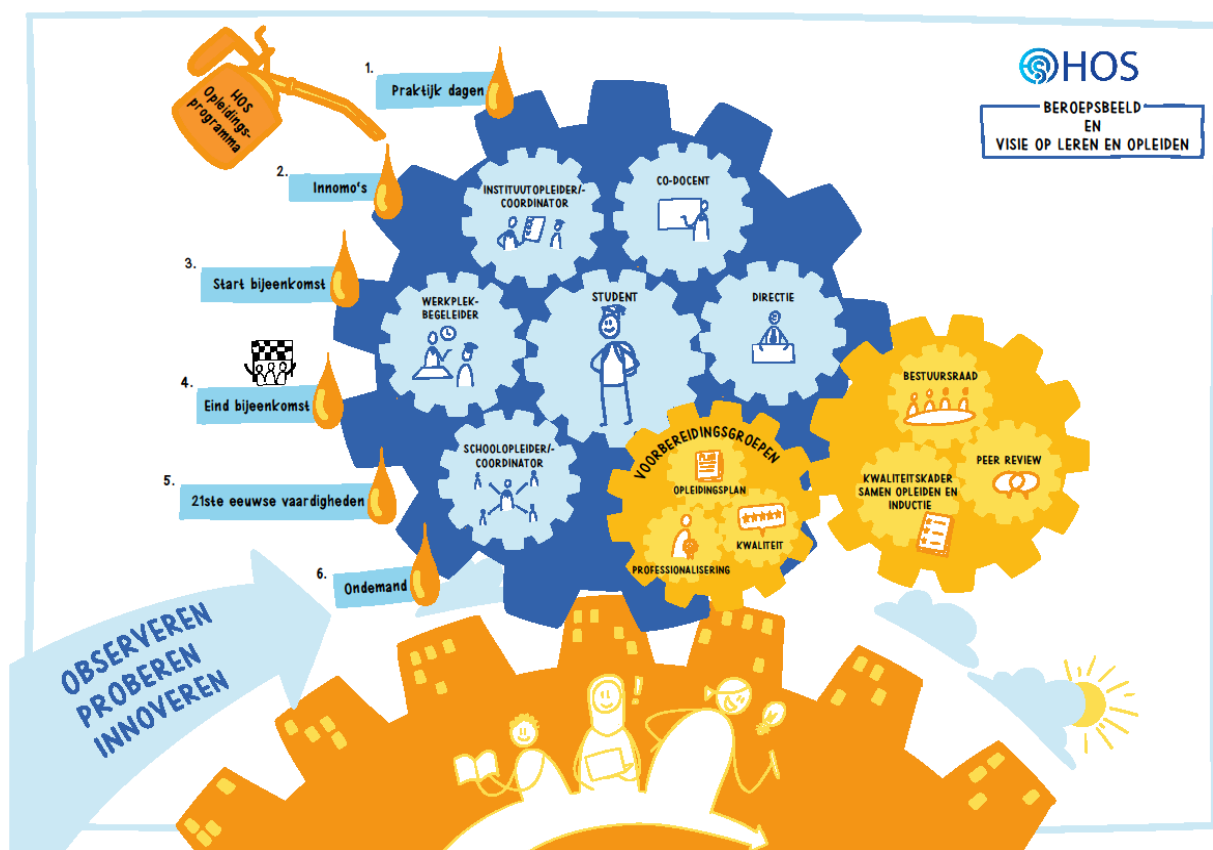 HOS
Opleidings-
programma
1.
Praktijk dagen
2.
Innomo's
3.
Start bijeenkomst
4.
Eind bijeenkomst
5.
21ste eeuwse vaardigheden
6.
Ondemand
OBSERVEREN
PROBEREN
INNOVEREN
HOS
BEROEPSBEELD
EN
VISIE OP LEREN EN OPLEIDEN
INSTITUUTOPLEIDER/-
COORDINATOR
CO-DOCENT
WERKPLEK-
BEGELEIDER
STUDENT
DIRECTIE
SCHOOLOPLEIDER/-
COORDINATOR
VOORBEREIDINGSGROEPEN
PLAN
OPLEIDINGSPLAN
KWALITEIT
PROFESSIONALISERING
BESTUURSRAAD
PEER REVIEW
KWALITEITSKADER
SAMEN OPLEIDEN EN
INDUCTIE
!